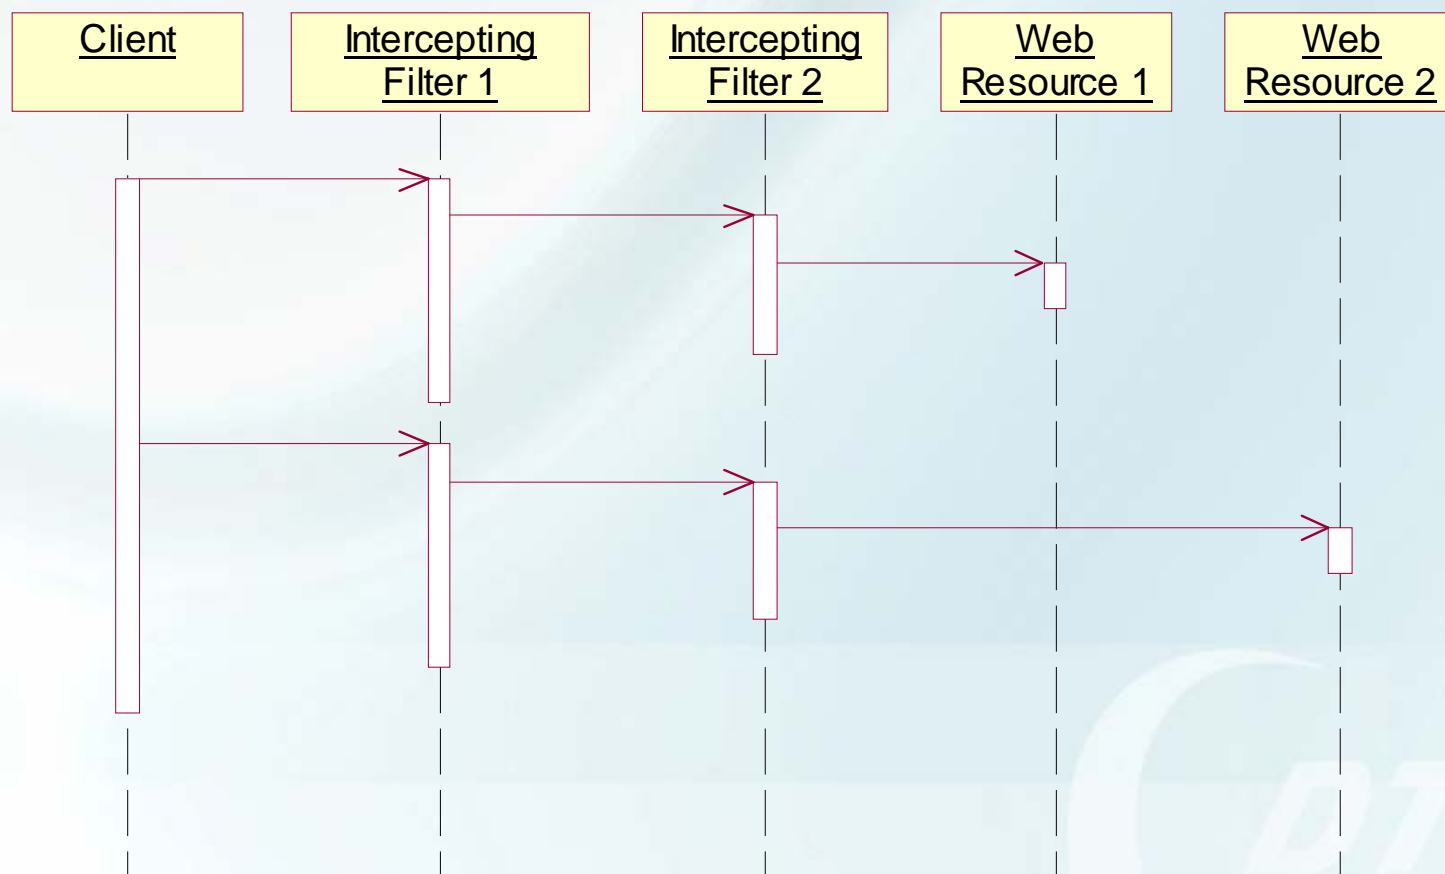 Client
Intercepting
Filter 1
Intercepting
Filter 2
Web
Resource 1
Web
Resource 2